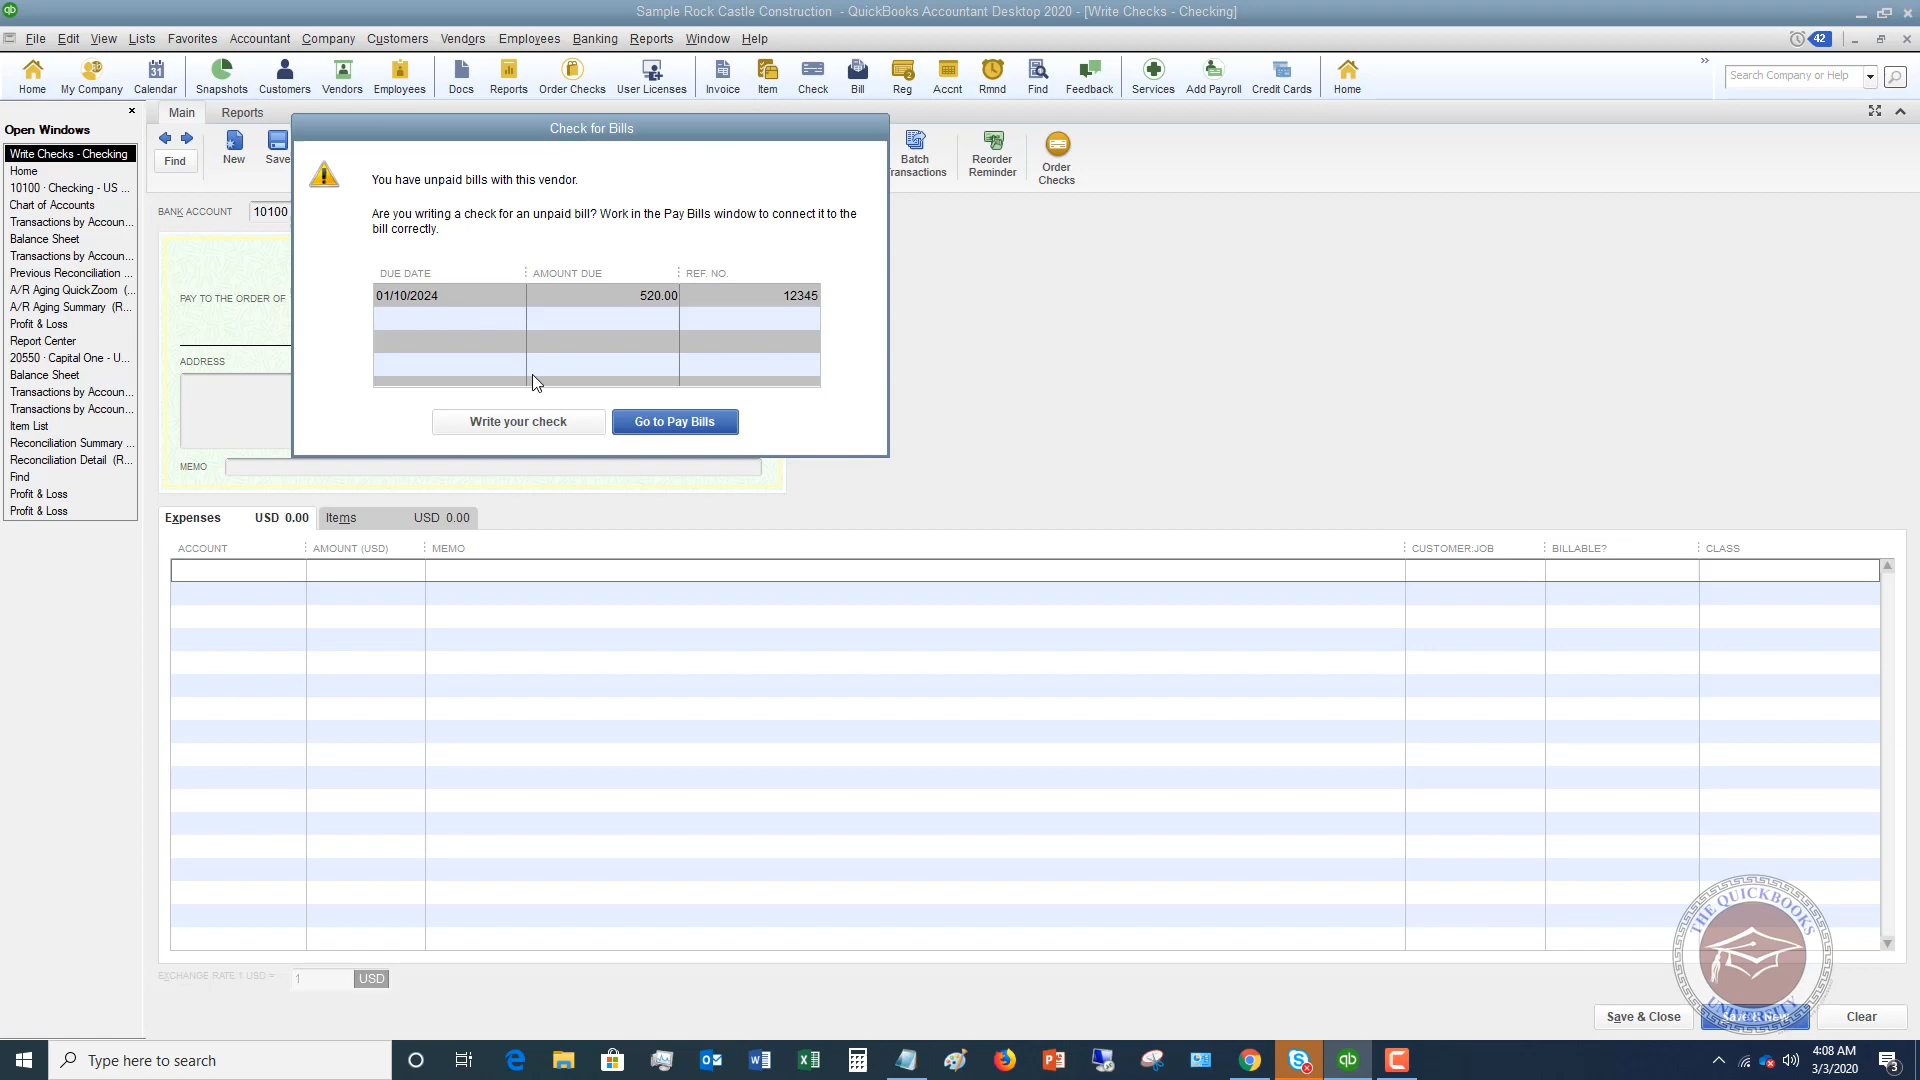 Sample Rock Castle Construction - QuickBooks Accountant Desktop 2020 - [Write Checks - Checking]
File Edit View Lists Favorites Accountant Company Customers Vendors Employees Banking Reports Window Help
42
Home My Company Calendar Snapshots Customers Vendors Employees Docs Reports Order Checks User Licenses Invoice Item Check Bill Reg Accnt Rmnd Find Feedback Services Add Payroll Credit Cards Home
31
Search Company or Help
Open Windows
Write Checks - Checking
Home
10100 · Checking - US ...
Chart of Accounts
Transactions by Accoun...
Balance Sheet
Transactions by Accoun...
Previous Reconciliation ...
A/R Aging QuickZoom (...
A/R Aging Summary (R...
Profit & Loss
Report Center
20550 · Capital One - U...
Balance Sheet
Transactions by Accoun...
Transactions by Accoun...
Item List
Reconciliation Summary ...
Reconciliation Detail (R...
Find
Profit & Loss
Profit & Loss
Main Reports
Find
New
Save
Batch
ransactions
Reorder
Reminder
Order
Checks
BANK ACCOUNT 10100
PAY TO THE ORDER OF
ADDRESS
MEMO
Check for Bills
You have unpaid bills with this vendor.
Are you writing a check for an unpaid bill? Work in the Pay Bills window to connect it to the
bill correctly.
DUE DATE AMOUNT DUE REF. NO.
01/10/2024 520.00 12345
Write your check Go to Pay Bills
Expenses USD 0.00 Items USD 0.00
ACCOUNT AMOUNT (USD) MEMO CUSTOMER:JOB BILLABLE? CLASS
EXCHANGE RATE 1 USD = 1 USD
THE QUICKBOOKS
UNIVERSITY
Save & Close Clear
Type here to search
4:08 AM
3/3/2020
3